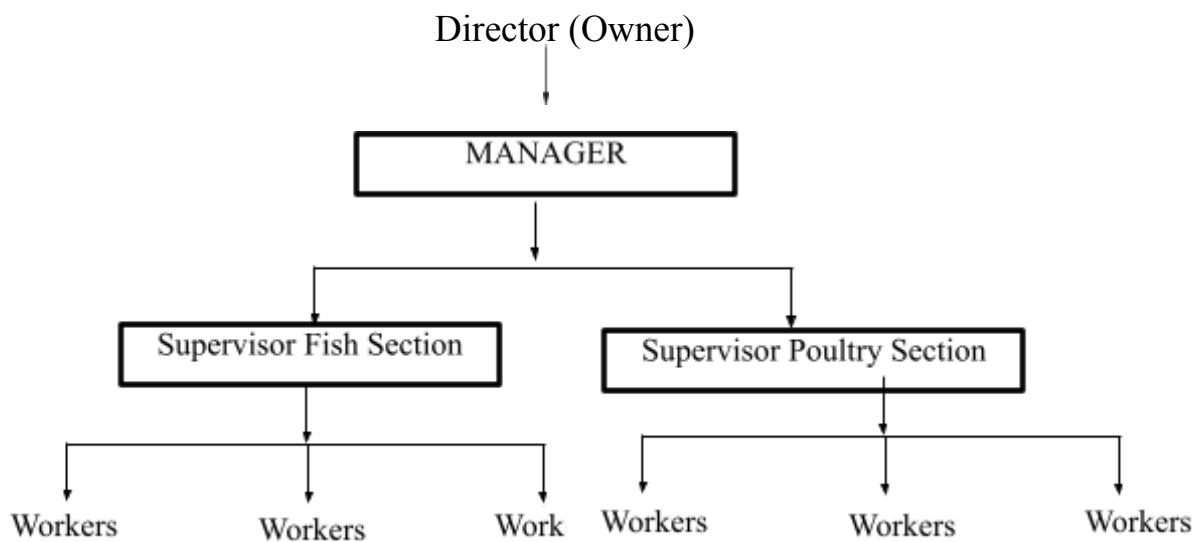 Director (Owner)
MANAGER
Supervisor Fish Section
Supervisor Poultry Section
Workers
Workers
Work
Workers
Workers
Workers